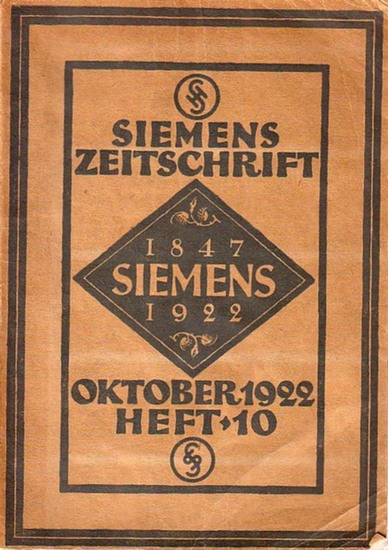 SIEMENS
ZEITSCHRIFT
1847
SIEMENS
1922
OKTOBER 1922
HEFT · 10